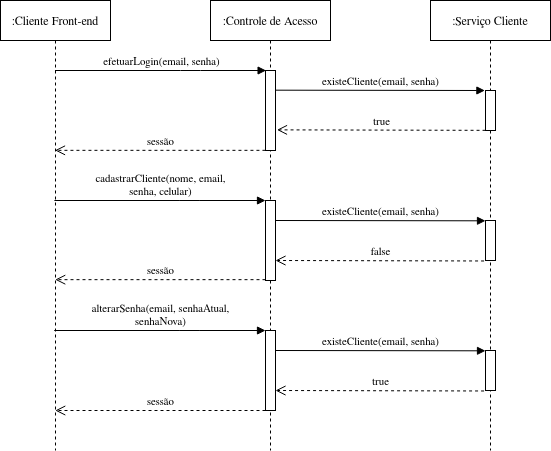 :Cliente Front-end
:Controle de Acesso
:Serviço Cliente
efetuarLogin(email, senha)
existeCliente(email, senha)
true
sessão
cadastrarCliente(nome, email,
senha, celular)
existeCliente(email, senha)
false
sessão
alterarSenha(email, senhaAtual,
senhaNova)
existeCliente(email, senha)
true
sessão